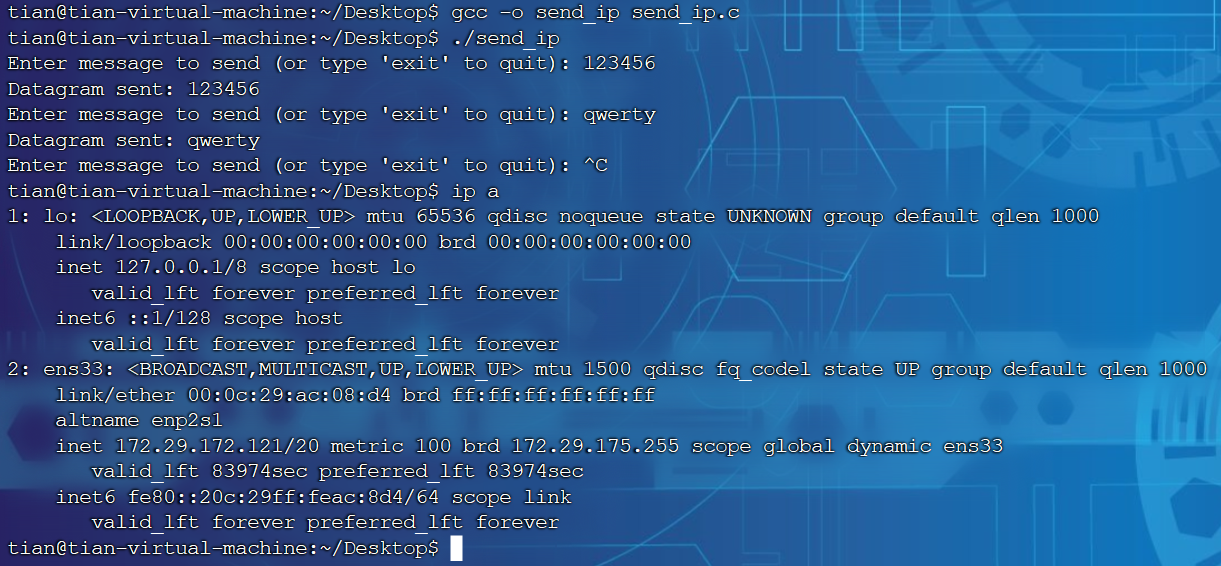 tian@tian-virtual-machine:~/Desktop$ gcc -o send_ip send_ip.c
tian@tian-virtual-machine:~/Desktop$ ./send_ip
Enter message to send (or type 'exit' to quit): 123456
Datagram sent: 123456
Enter message to send (or type 'exit' to quit): qwerty
Datagram sent: qwerty
Enter message to send (or type 'exit' to quit): ^C
tian@tian-virtual-machine:~/Desktop$ ip a
1: lo: <LOOPBACK,UP,LOWER_UP> mtu 65536 qdisc noqueue state UNKNOWN group default qlen 1000
    link/loopback 00:00:00:00:00:00 brd 00:00:00:00:00:00
    inet 127.0.0.1/8 scope host lo
       valid_lft forever preferred_lft forever
    inet6 ::1/128 scope host
       valid_lft forever preferred_lft forever
2: ens33: <BROADCAST,MULTICAST,UP,LOWER_UP> mtu 1500 qdisc fq_codel state UP group default qlen 1000
    link/ether 00:0c:29:ac:08:d4 brd ff:ff:ff:ff:ff:ff
    altname enp2s1
    inet 172.29.172.121/20 metric 100 brd 172.29.175.255 scope global dynamic ens33
       valid_lft 83974sec preferred_lft 83974sec
    inet6 fe80::20c:29ff:feac:8d4/64 scope link
       valid_lft forever preferred_lft forever
tian@tian-virtual-machine:~/Desktop$